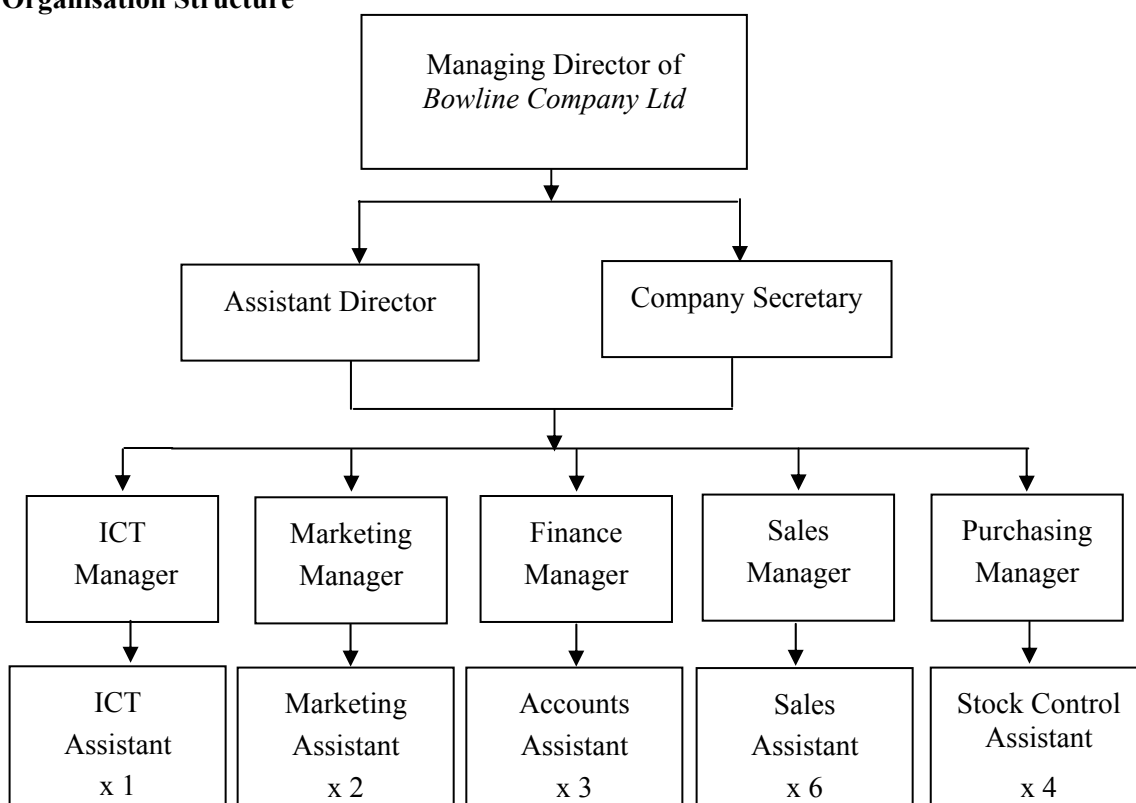 Organisation Structure
Managing Director of
Bowline Company Ltd
Assistant Director
Company Secretary
ICT
Manager
Marketing
Manager
Finance
Manager
Sales
Manager
Purchasing
Manager
ICT
Assistant
x 1
Marketing
Assistant
x 2
Accounts
Assistant
x 3
Sales
Assistant
x 6
Stock Control
Assistant
x 4